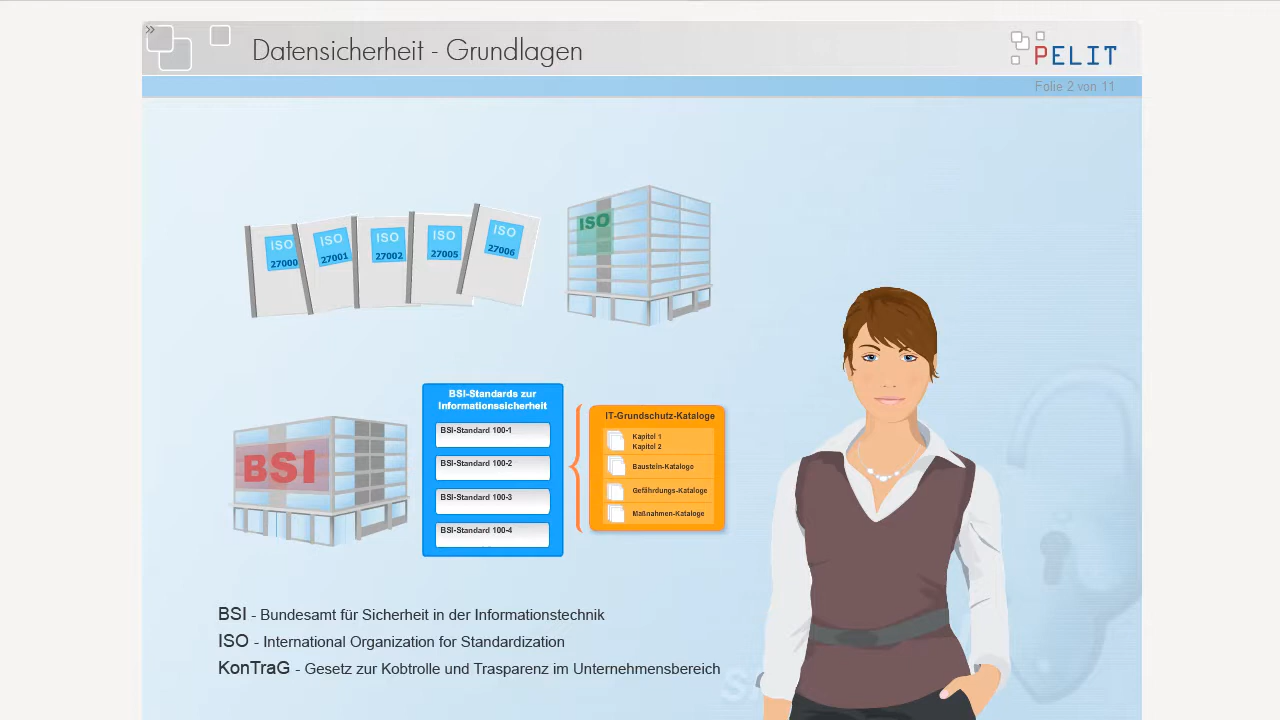 »
Datensicherheit - Grundlagen
PELIT
Folie 2 von 11
ISO
27000
ISO
27001
ISO
27002
ISO
27005
ISO
27006
ISO
BSI
BSI-Standards zur
Informationssicherheit
BSI-Standard 100-1
BSI-Standard 100-2
BSI-Standard 100-3
BSI-Standard 100-4
IT-Grundschutz-Kataloge
Kapitel 1
Kapitel 2
Baustein-Kataloge
Gefährdungs-Kataloge
Maßnahmen-Kataloge
BSI - Bundesamt für Sicherheit in der Informationstechnik
ISO - International Organization for Standardization
KonTraG - Gesetz zur Kobtrolle und Trasparenz im Unternehmensbereich